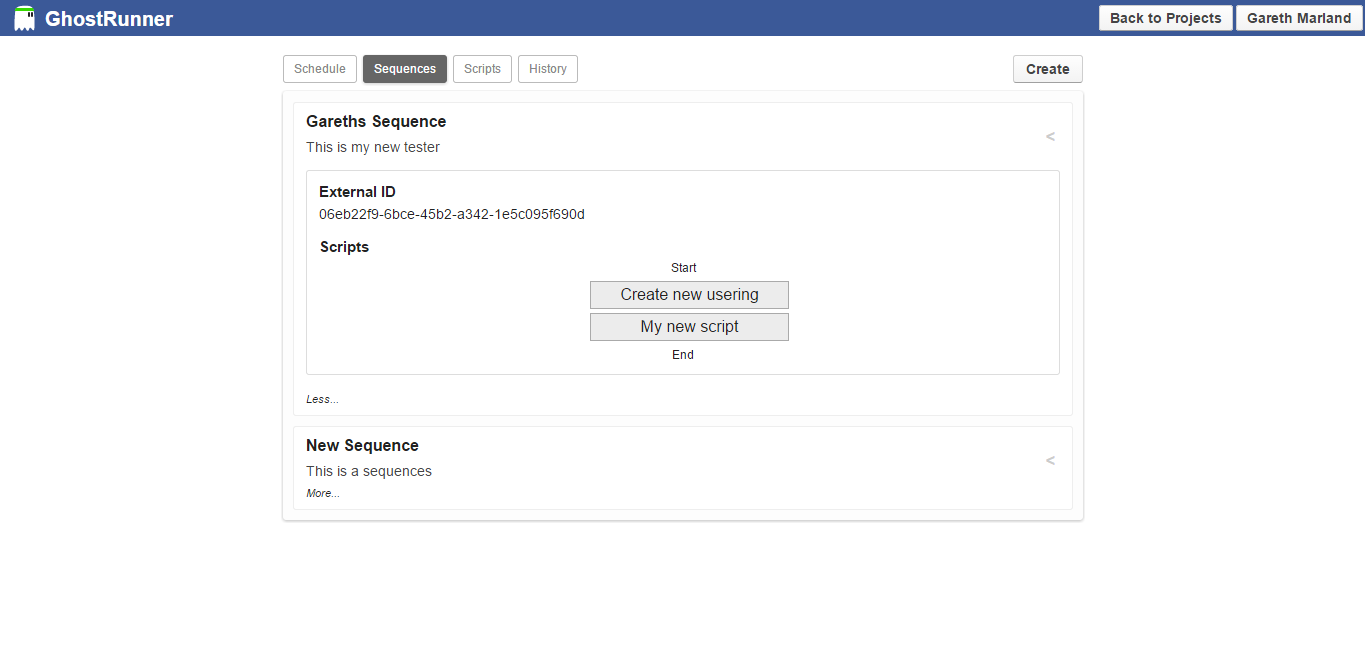 GhostRunner
Back to Projects
Gareth Marland
Schedule
Sequences
Scripts
History
Create
Gareths Sequence
<
This is my new tester
External ID
06eb22f9-6bce-45b2-a342-1e5c095f690d
Scripts
Start
Create new usering
My new script
End
Less...
New Sequence
<
This is a sequences
More...